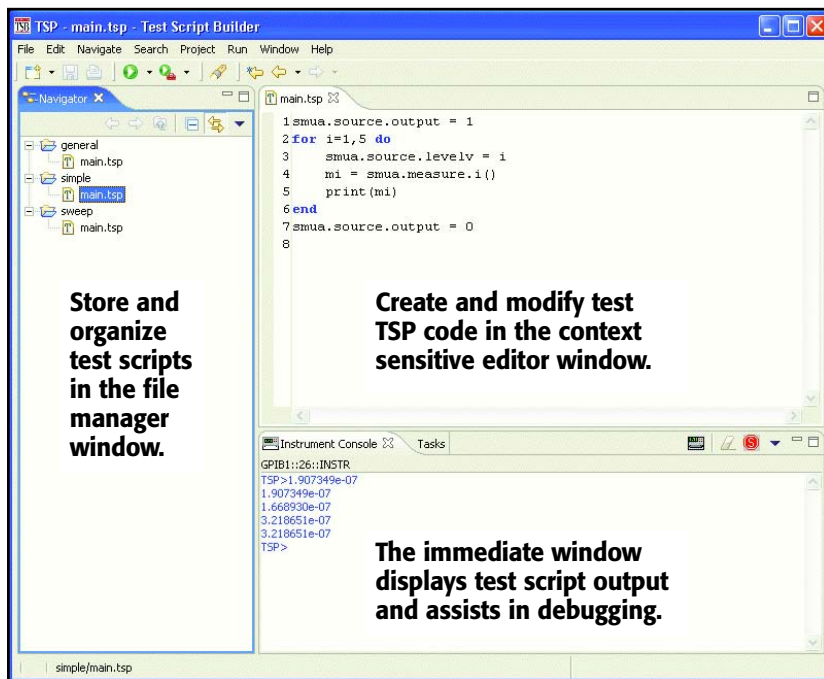 TSP - main.tsp - Test Script Builder
File Edit Navigate Search Project Run Window Help
Navigator
general
main.tsp
simple
main.tsp
sweep
main.tsp
Store and
organize
test scripts
in the file
manager
window.
main.tsp
1 smua.source.output = 1
2 for i=1,5 do
3 smua.source.levelv = i
4 mi = smua.measure.i()
5 print(mi)
6 end
7 smua.source.output = 0
8
Create and modify test
TSP code in the context
sensitive editor window.
Instrument Console Tasks
GPIB1::26::INSTR
TSP>1.907349e-07
1.907349e-07
1.668930e-07
3.218651e-07
3.218651e-07
TSP>
The immediate window
displays test script output
and assists in debugging.
simple/main.tsp